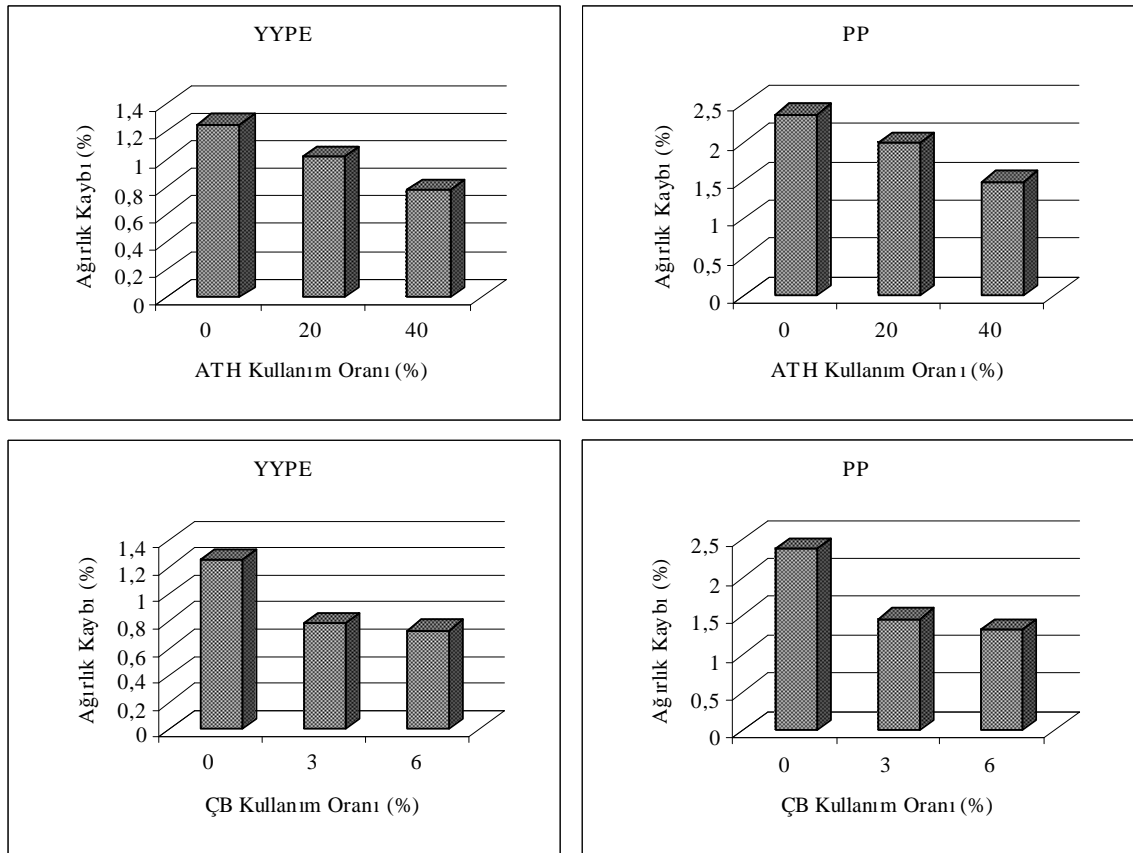 YYPE
Ağırlık Kaybı (%)
1,4
1,2
1
0,8
0,6
0,4
0,2
0
0 20 40
ATH Kullanım Oranı (%)
PP
Ağırlık Kaybı (%)
2,5
2
1,5
1
0,5
0
0 20 40
ATH Kullanım Oranı (%)
YYPE
Ağırlık Kaybı (%)
1,4
1,2
1
0,8
0,6
0,4
0,2
0
0 3 6
ÇB Kullanım Oranı (%)
PP
Ağırlık Kaybı (%)
2,5
2
1,5
1
0,5
0
0 3 6
ÇB Kullanım Oranı (%)